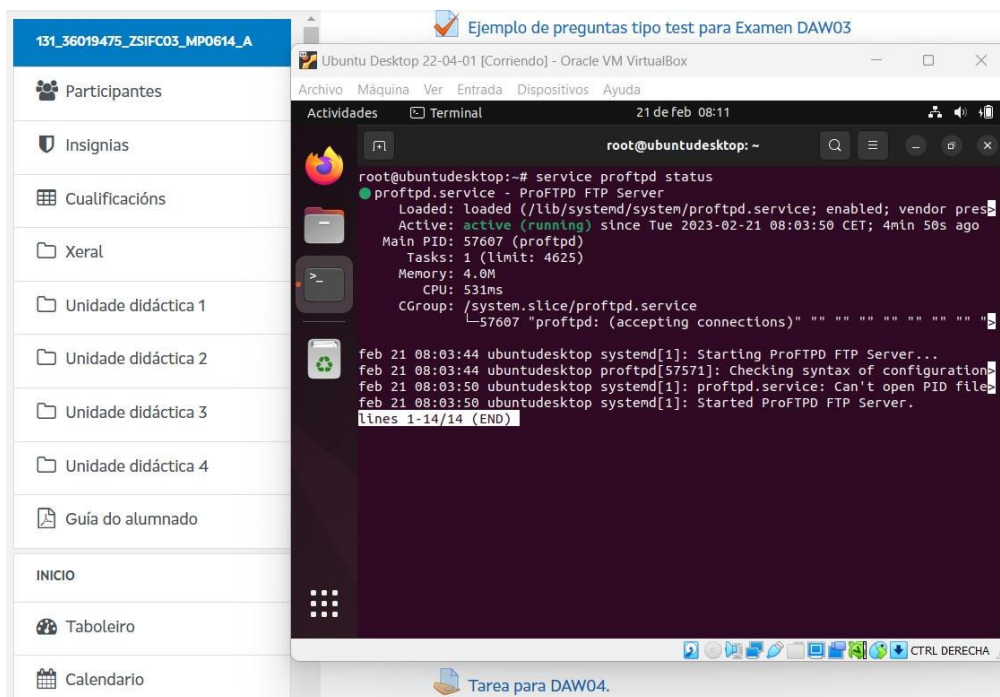 131_36019475_ZSIFC03_MP0614_A
Participantes
Insignias
Cualificacións
Xeral
Unidade didáctica 1
Unidade didáctica 2
Unidade didáctica 3
Unidade didáctica 4
Guía do alumnado
INICIO
Taboleiro
Calendario
Ejemplo de preguntas tipo test para Examen DAW03
Ubuntu Desktop 22-04-01 [Corriendo] - Oracle VM VirtualBox
Archivo Máquina Ver Entrada Dispositivos Ayuda
Actividades Terminal 21 de feb 08:11
root@ubuntudesktop: ~
root@ubuntudesktop:~# service proftpd status
proftpd.service - ProFTPD FTP Server
Loaded: loaded (/lib/systemd/system/proftpd.service; enabled; vendor pres>
Active: active (running) since Tue 2023-02-21 08:03:50 CET; 4min 50s ago
Main PID: 57607 (proftpd)
Tasks: 1 (limit: 4625)
Memory: 4.0M
CPU: 531ms
CGroup: /system.slice/proftpd.service
└─57607 "proftpd: (accepting connections)" "" "" "" "" "" "" "" ">
feb 21 08:03:44 ubuntudesktop systemd[1]: Starting ProFTPD FTP Server...
feb 21 08:03:44 ubuntudesktop proftpd[57571]: Checking syntax of configuration>
feb 21 08:03:50 ubuntudesktop systemd[1]: proftpd.service: Can't open PID file>
feb 21 08:03:50 ubuntudesktop systemd[1]: Started ProFTPD FTP Server.
lines 1-14/14 (END)
CTRL DERECHA
Tarea para DAW04.